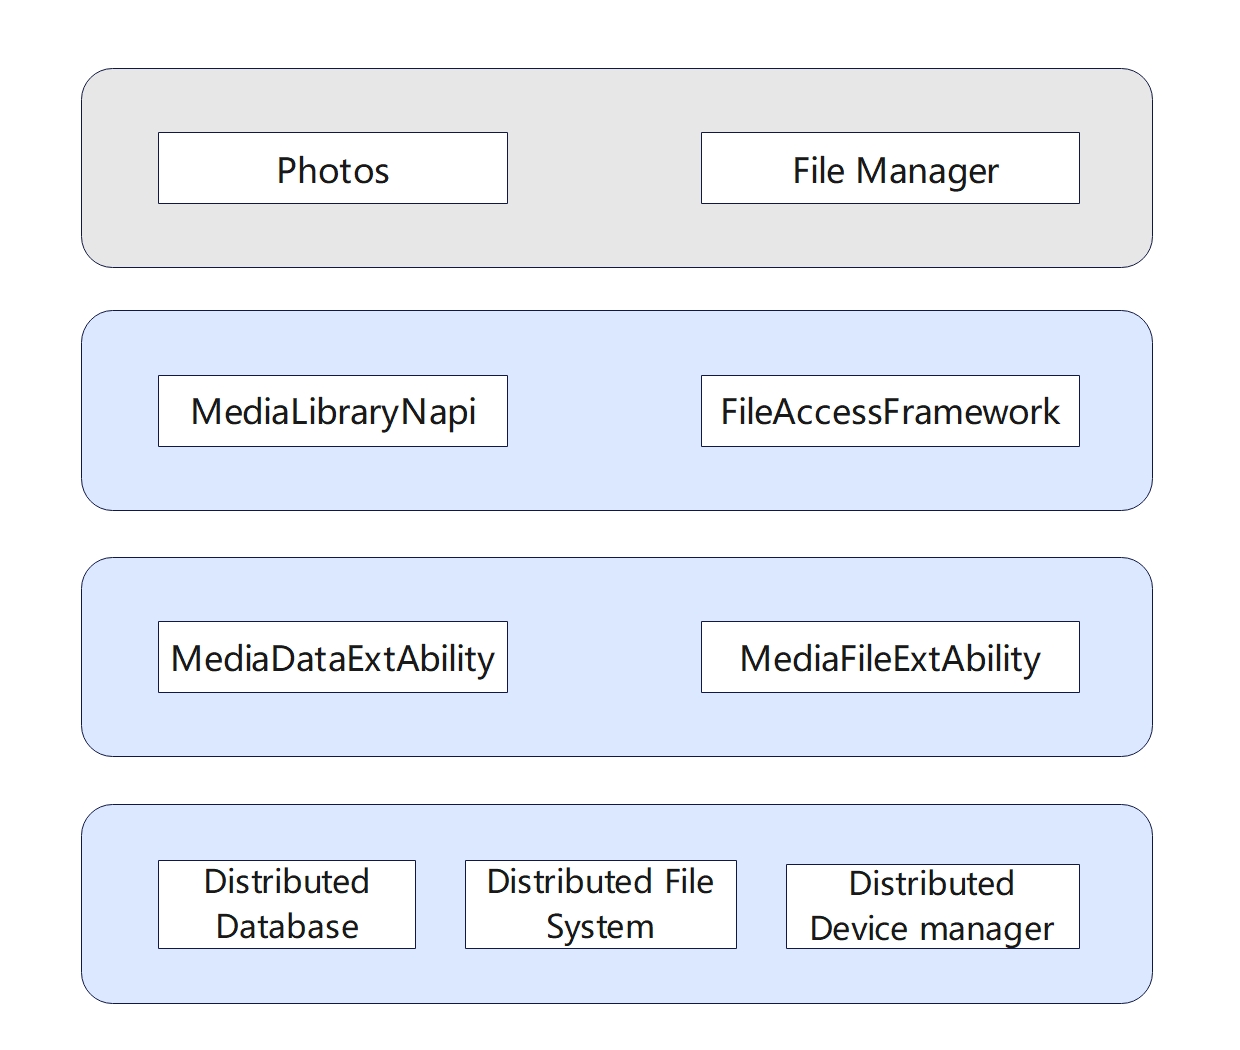 Photos
File Manager
MediaLibraryNapi
FileAccessFramework
MediaDataExtAbility
MediaFileExtAbility
Distributed
Database
Distributed File
System
Distributed
Device manager